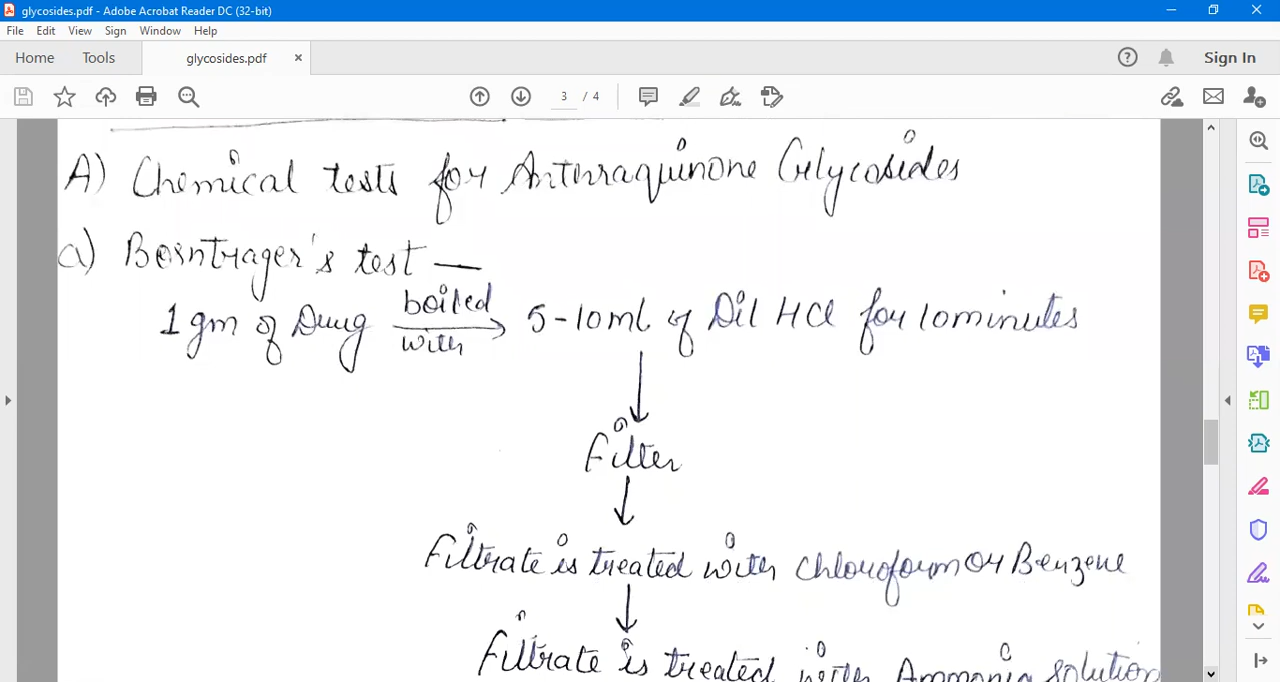 glycosides.pdf - Adobe Acrobat Reader DC (32-bit)
File Edit View Sign Window Help
Home Tools glycosides.pdf × Sign In
3 / 4
A) Chemical tests for Anthraquinone Glycosides
a) Borntrager's test —
1 gm of Drug boiled with → 5-10ml of Dil HCl for 10 minutes
Filter
Filtrate is treated with chloroform or Benzene
Filtrate is treated with Ammonia solution